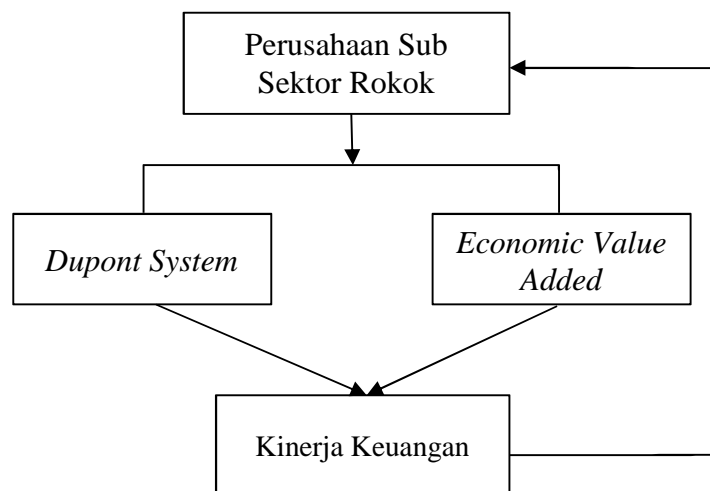 Perusahaan Sub
Sektor Rokok
Dupont System
Economic Value
Added
Kinerja Keuangan